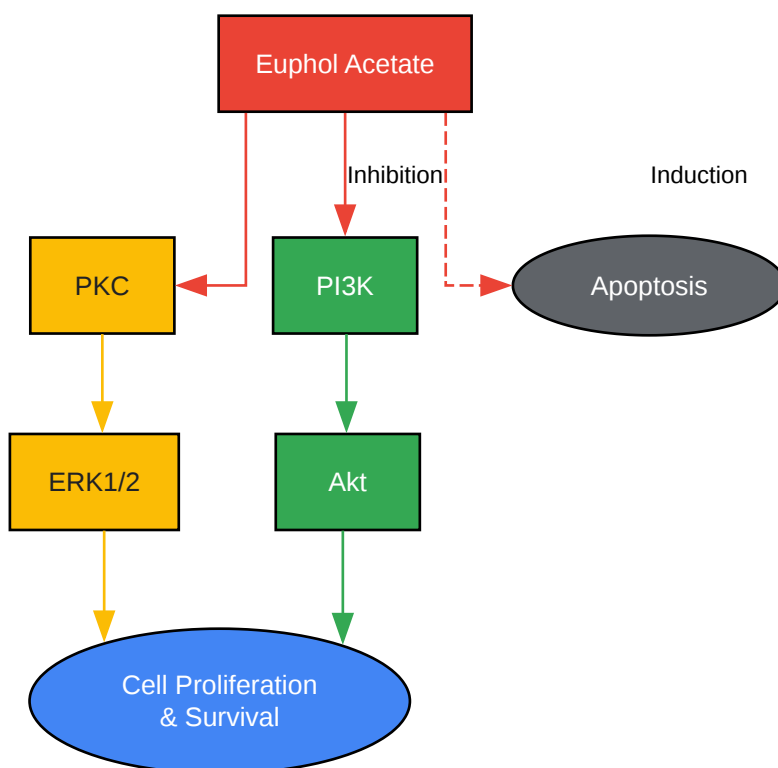 Euphol Acetate
Inhibition
Induction
PKC
PI3K
Apoptosis
ERK1/2
Akt
Cell Proliferation
& Survival